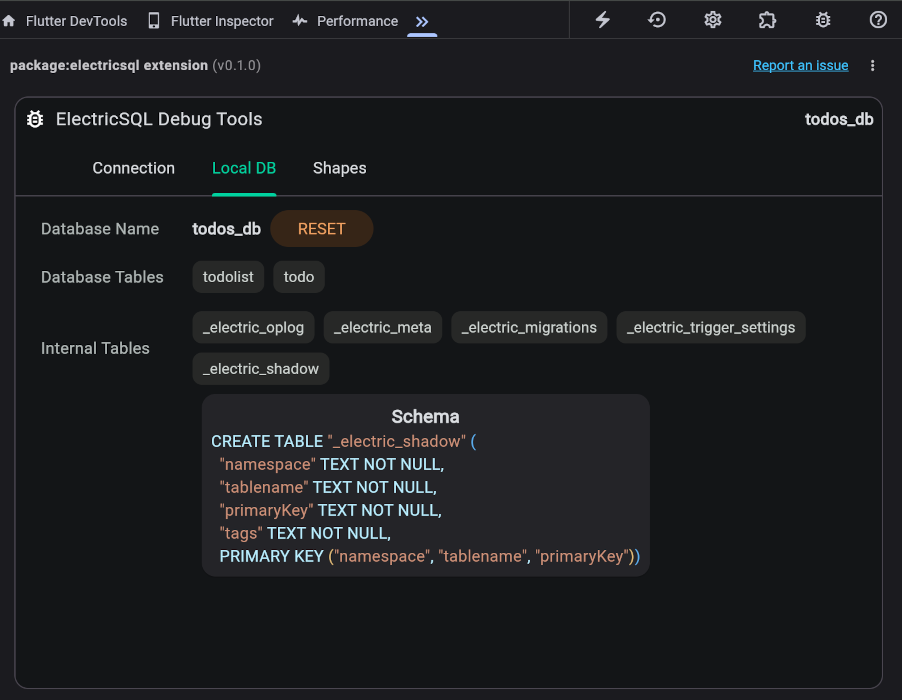 Flutter DevTools Flutter Inspector Performance
package:electricsql extension (v0.1.0) Report an issue
ElectricSQL Debug Tools todos_db
Connection Local DB Shapes
Database Name todos_db RESET
Database Tables todolist todo
Internal Tables _electric_oplog _electric_meta _electric_migrations _electric_trigger_settings
_electric_shadow
Schema
CREATE TABLE "_electric_shadow" (
"namespace" TEXT NOT NULL,
"tablename" TEXT NOT NULL,
"primaryKey" TEXT NOT NULL,
"tags" TEXT NOT NULL,
PRIMARY KEY ("namespace", "tablename", "primaryKey"))